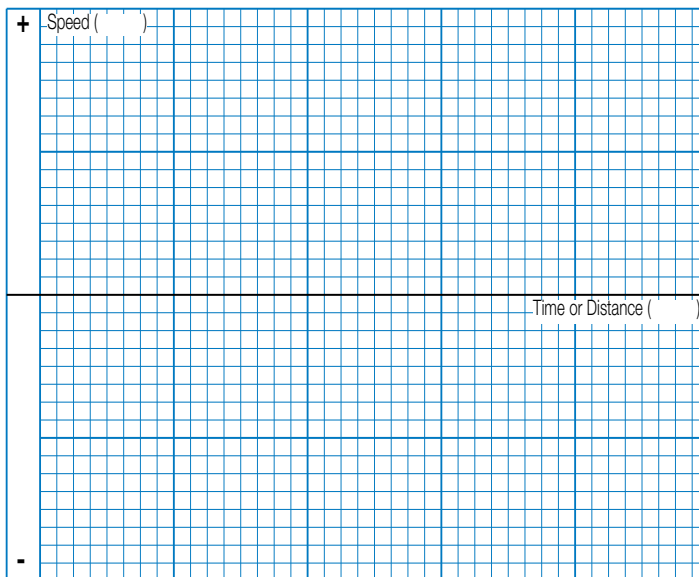 + Speed ( )
Time or Distance ( )
-